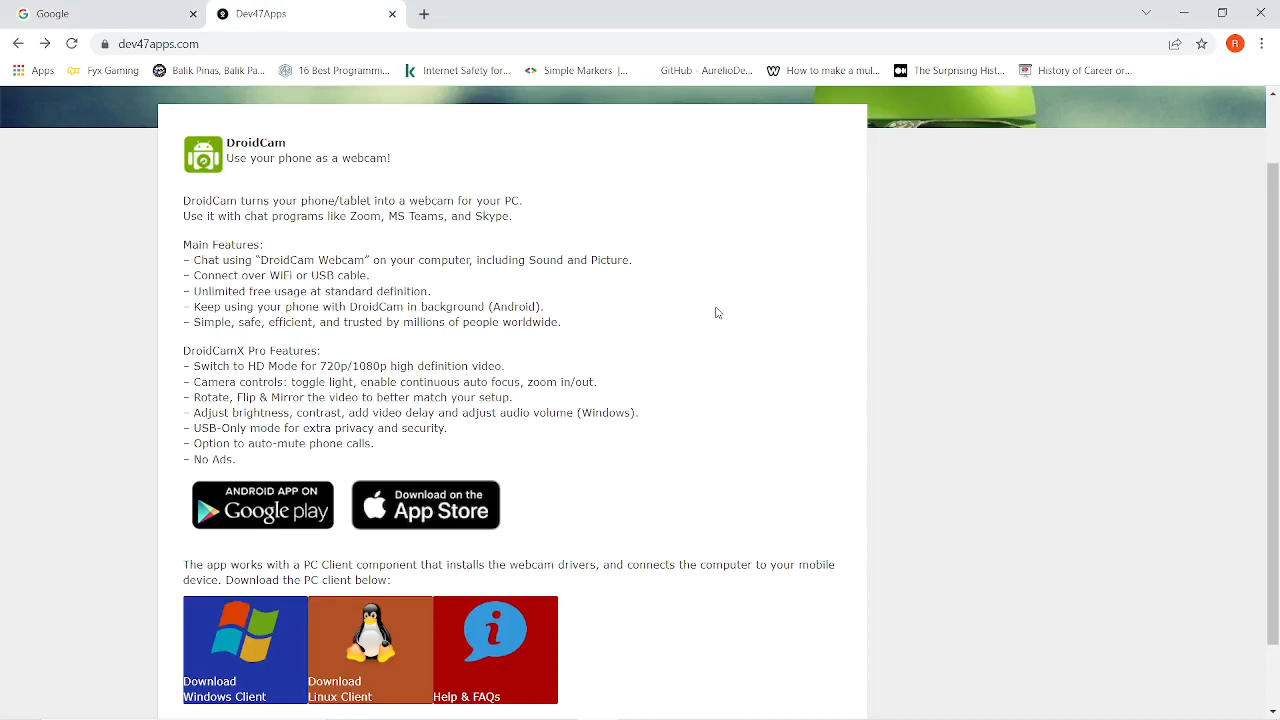 Google
Dev47Apps
dev47apps.com
R
Apps
Fyx Gaming
Balik Pinas, Balik Pa...
16 Best Programmi...
Internet Safety for...
Simple Markers |...
GitHub - AurelioDe...
How to make a mul...
The Surprising Hist...
History of Career or...
DroidCam
Use your phone as a webcam!
DroidCam turns your phone/tablet into a webcam for your PC.
Use it with chat programs like Zoom, MS Teams, and Skype.
Main Features:
– Chat using “DroidCam Webcam” on your computer, including Sound and Picture.
– Connect over WiFi or USB cable.
– Unlimited free usage at standard definition.
– Keep using your phone with DroidCam in background (Android).
– Simple, safe, efficient, and trusted by millions of people worldwide.
DroidCamX Pro Features:
– Switch to HD Mode for 720p/1080p high definition video.
– Camera controls: toggle light, enable continuous auto focus, zoom in/out.
– Rotate, Flip & Mirror the video to better match your setup.
– Adjust brightness, contrast, add video delay and adjust audio volume (Windows).
– USB-Only mode for extra privacy and security.
– Option to auto-mute phone calls.
– No Ads.
ANDROID APP ON
Google play
Download on the
App Store
The app works with a PC Client component that installs the webcam drivers, and connects the computer to your mobile
device. Download the PC client below:
Download
Windows Client
Download
Linux Client
Help & FAQs